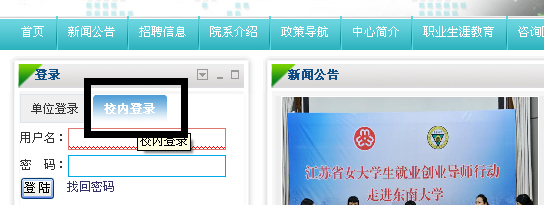 首页 新闻公告 招聘信息 院系介绍 政策导航 中心简介 职业生涯教育 咨询
登录
单位登录 校内登录
用户名：
校内登录
密 码：
登 陆 找回密码
新闻公告
江苏省女大学生就业创业导师行动
走进东南大学